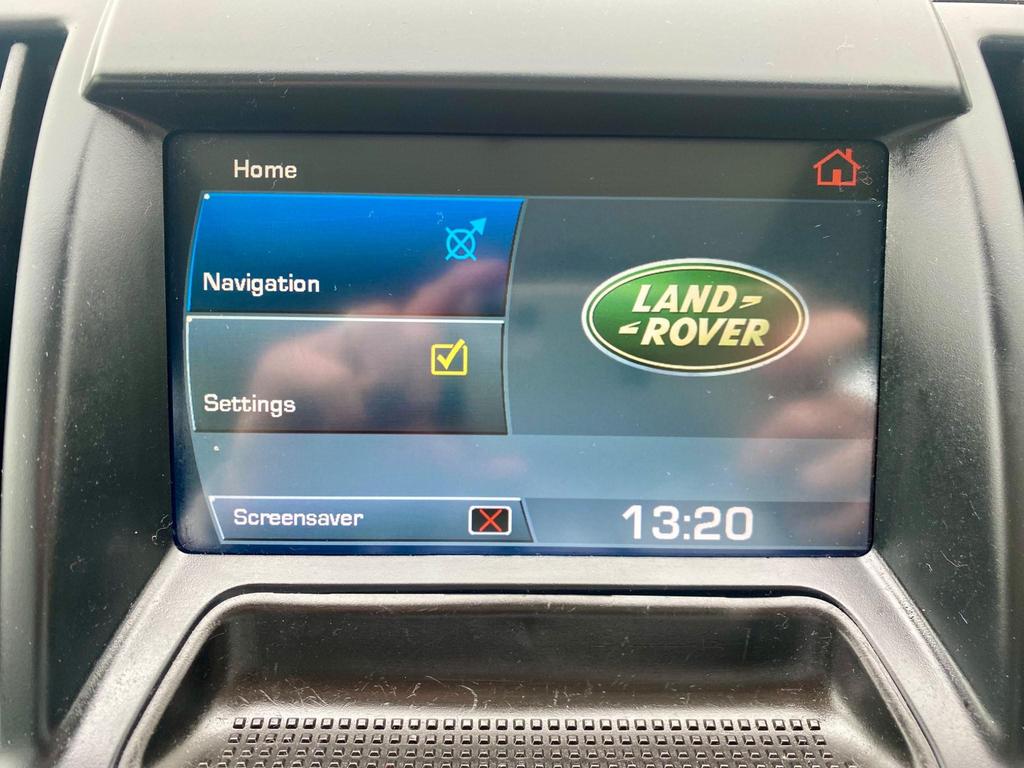 Home
Navigation
LAND
ROVER
Settings
Screensaver
13:20